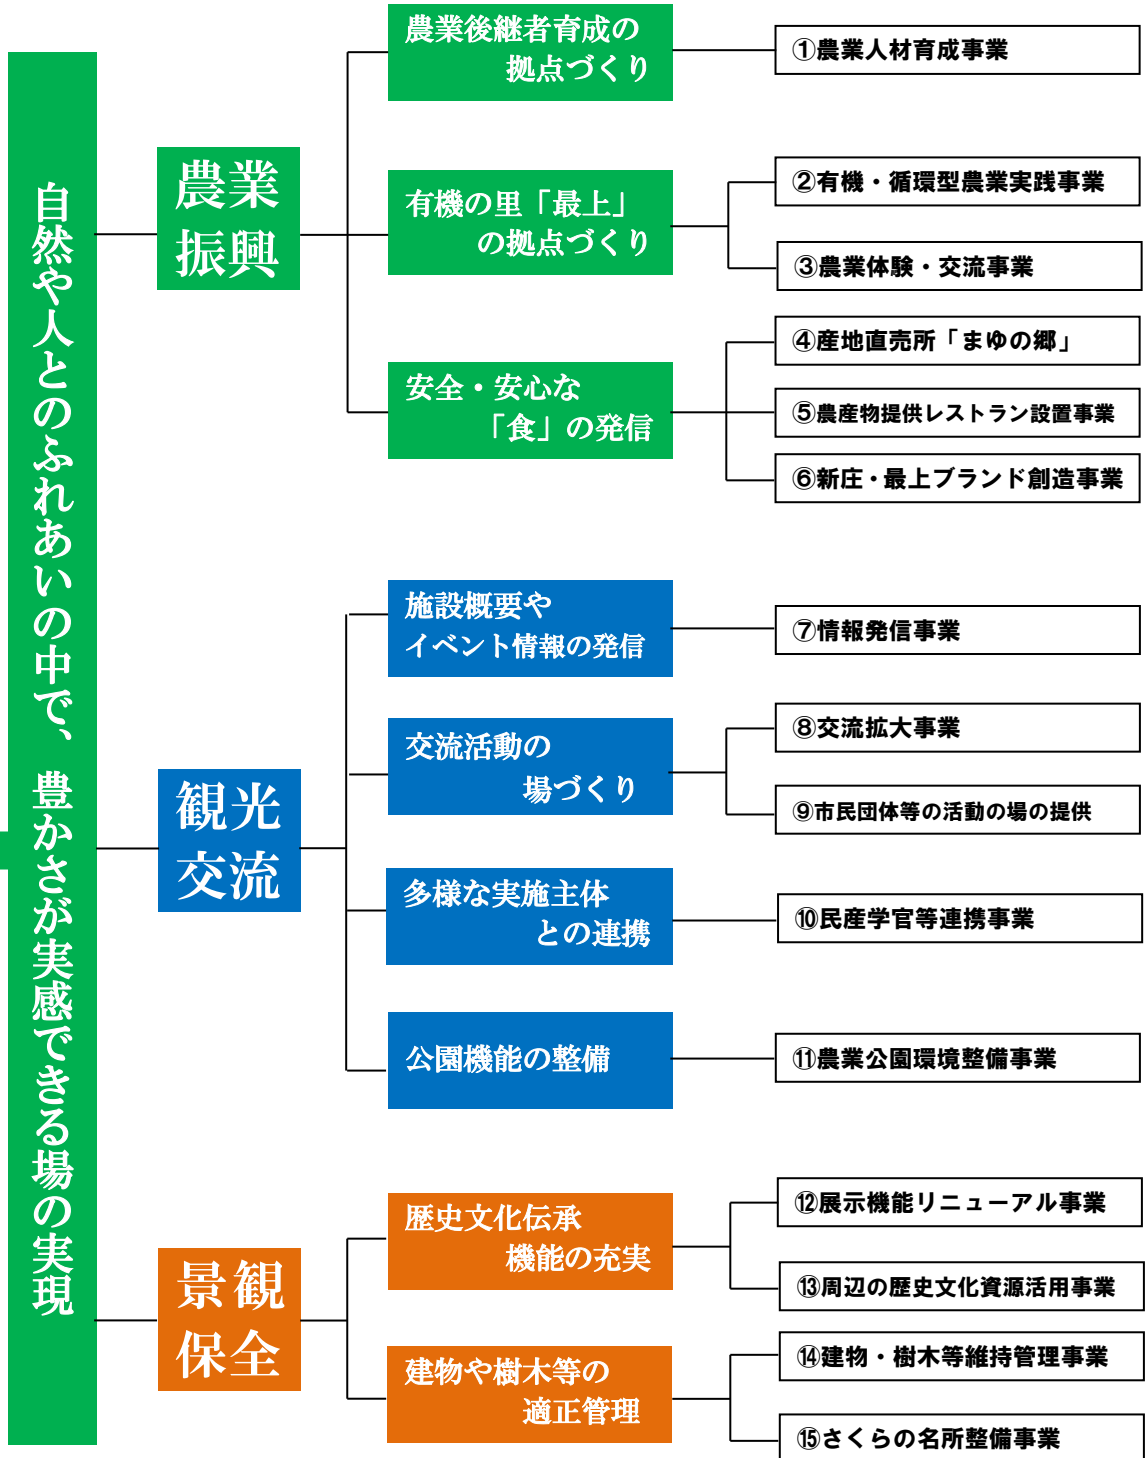 自然や人とのふれあいの中で、豊かさが実感できる場の実現
農業
振興
農業後継者育成の
拠点づくり
①農業人材育成事業
有機の里「最上」
の拠点づくり
②有機・循環型農業実践事業
③農業体験・交流事業
安全・安心な
「食」の発信
④産地直売所「まゆの郷」
⑤農産物提供レストラン設置事業
⑥新庄・最上ブランド創造事業
観光
交流
施設概要や
イベント情報の発信
⑦情報発信事業
交流活動の
場づくり
⑧交流拡大事業
⑨市民団体等の活動の場の提供
多様な実施主体
との連携
⑩民産学官等連携事業
公園機能の整備
⑪農業公園環境整備事業
景観
保全
歴史文化伝承
機能の充実
⑫展示機能リニューアル事業
⑬周辺の歴史文化資源活用事業
建物や樹木等の
適正管理
⑭建物・樹木等維持管理事業
⑮さくらの名所整備事業